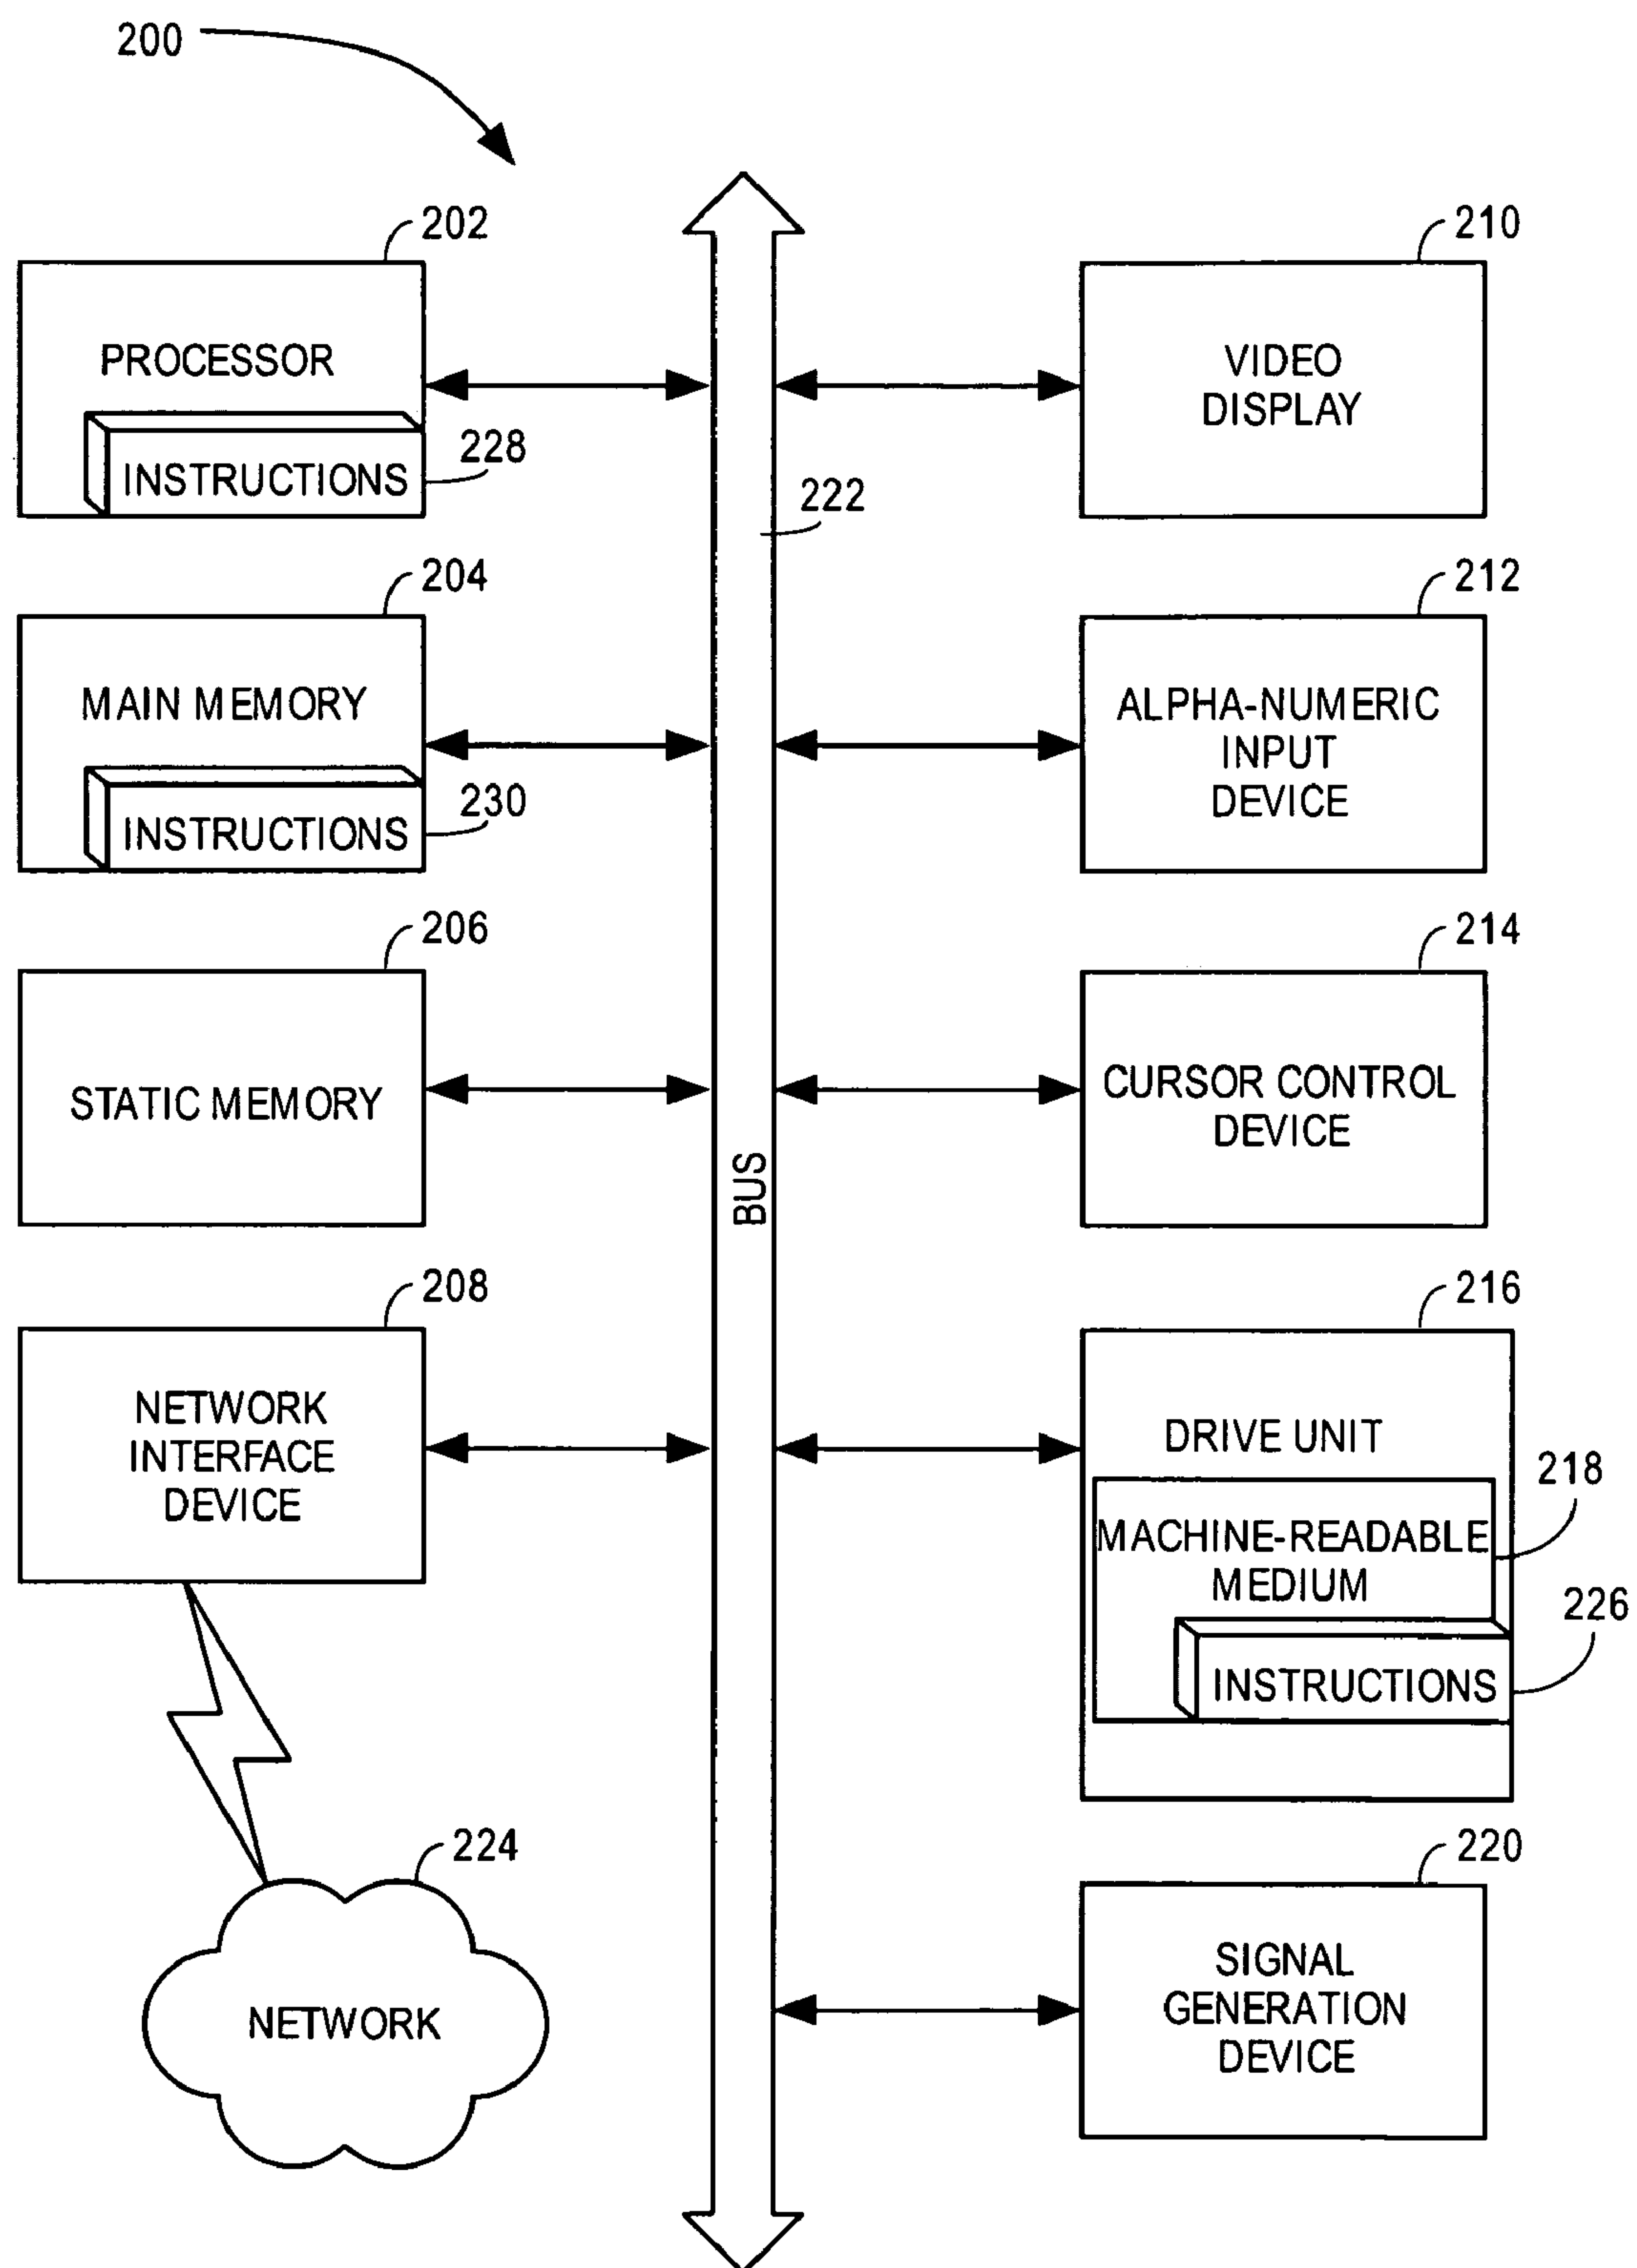 200
202
PROCESSOR
INSTRUCTIONS
228
204
MAIN MEMORY
INSTRUCTIONS
230
206
STATIC MEMORY
208
NETWORK
INTERFACE
DEVICE
224
NETWORK
222
BUS
210
VIDEO
DISPLAY
212
ALPHA-NUMERIC
INPUT
DEVICE
214
CURSOR CONTROL
DEVICE
216
DRIVE UNIT
218
MACHINE-READABLE
MEDIUM
226
INSTRUCTIONS
220
SIGNAL
GENERATION
DEVICE